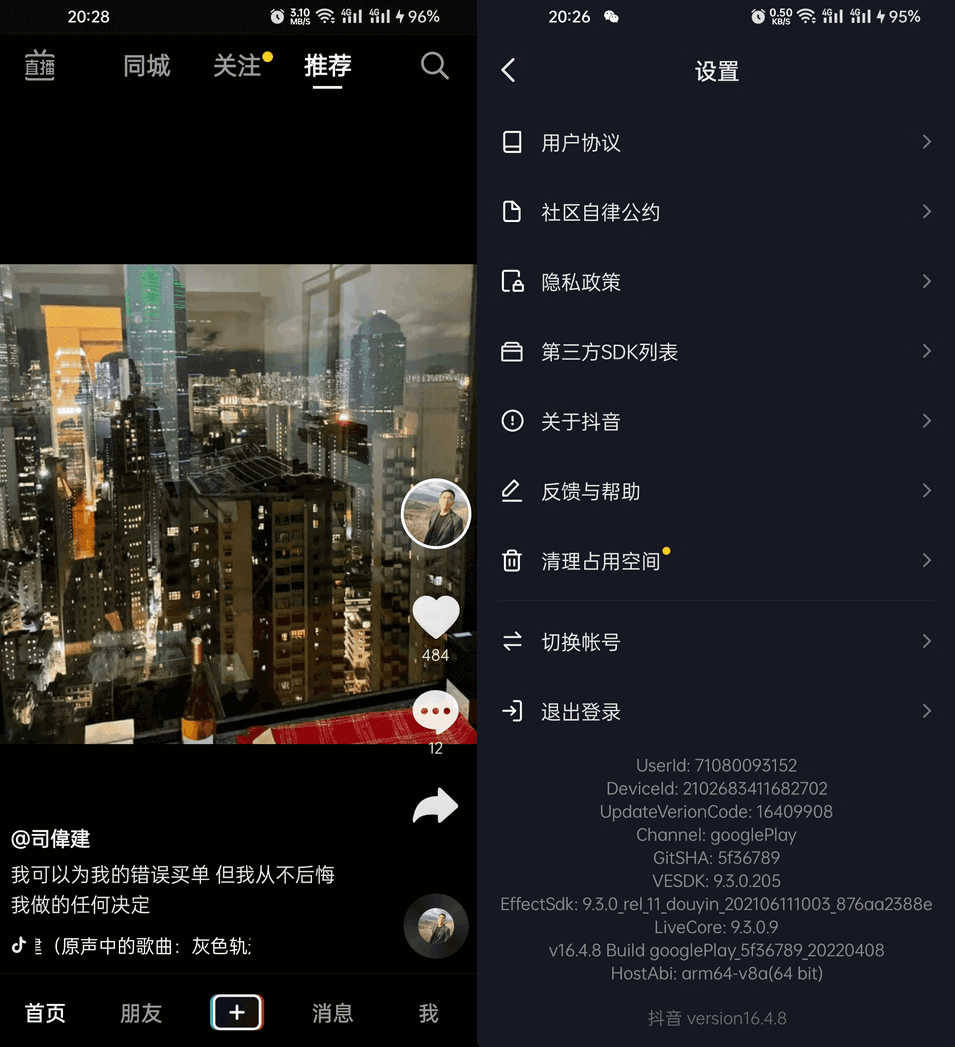 20:28
3.10 MB/S
4G
4G
96%
直播
同城
关注
推荐
484
12
@司偉建
我可以为我的错误买单 但我从不后悔
我做的任何决定
（原声中的歌曲：灰色轨
首页
朋友
消息
我
20:26
0.50 KB/S
4G
4G
95%
设置
用户协议
社区自律公约
隐私政策
第三方SDK列表
关于抖音
反馈与帮助
清理占用空间
切换帐号
退出登录
UserId: 71080093152
DeviceId: 2102683411682702
UpdateVerionCode: 16409908
Channel: googlePlay
GitSHA: 5f36789
VESDK: 9.3.0.205
EffectSdk: 9.3.0_rel_11_douyin_202106111003_876aa2388e
LiveCore: 9.3.0.9
v16.4.8 Build googlePlay_5f36789_20220408
HostAbi: arm64-v8a(64 bit)
抖音 version16.4.8